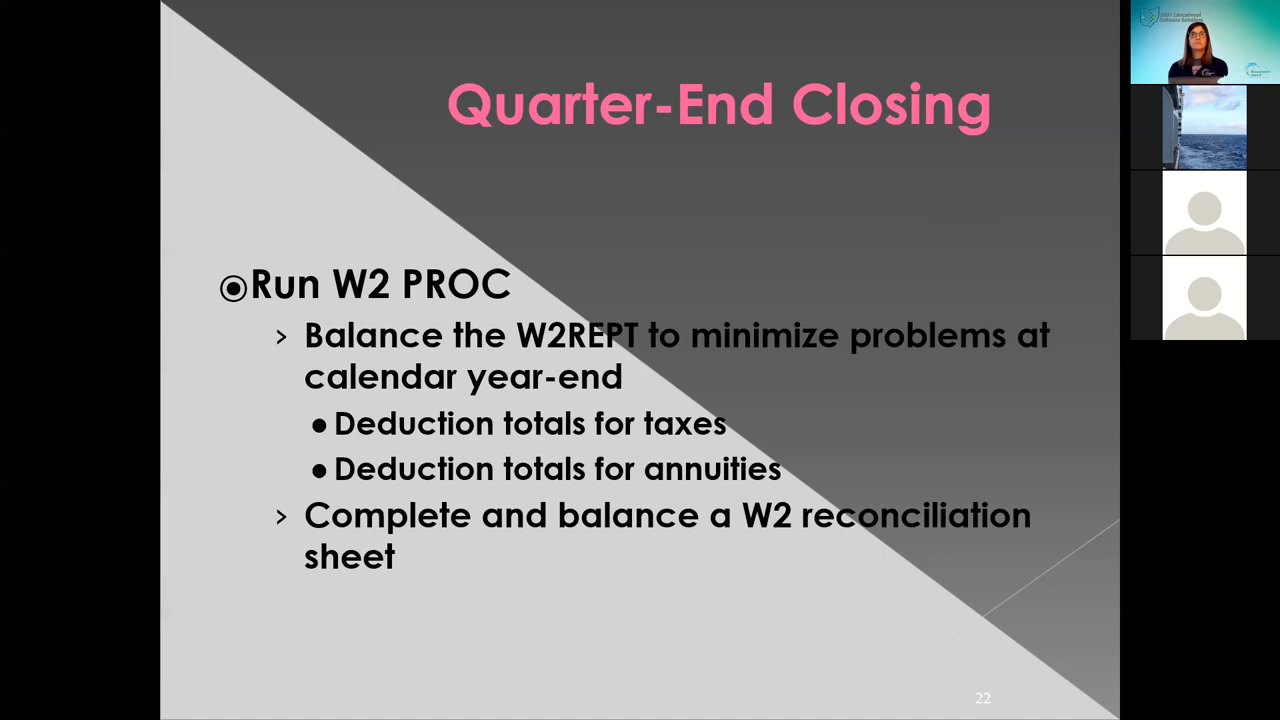 Quarter-End Closing
Run W2 PROC
Balance the W2REPT to minimize problems at
calendar year-end
Deduction totals for taxes
Deduction totals for annuities
Complete and balance a W2 reconciliation
sheet
22